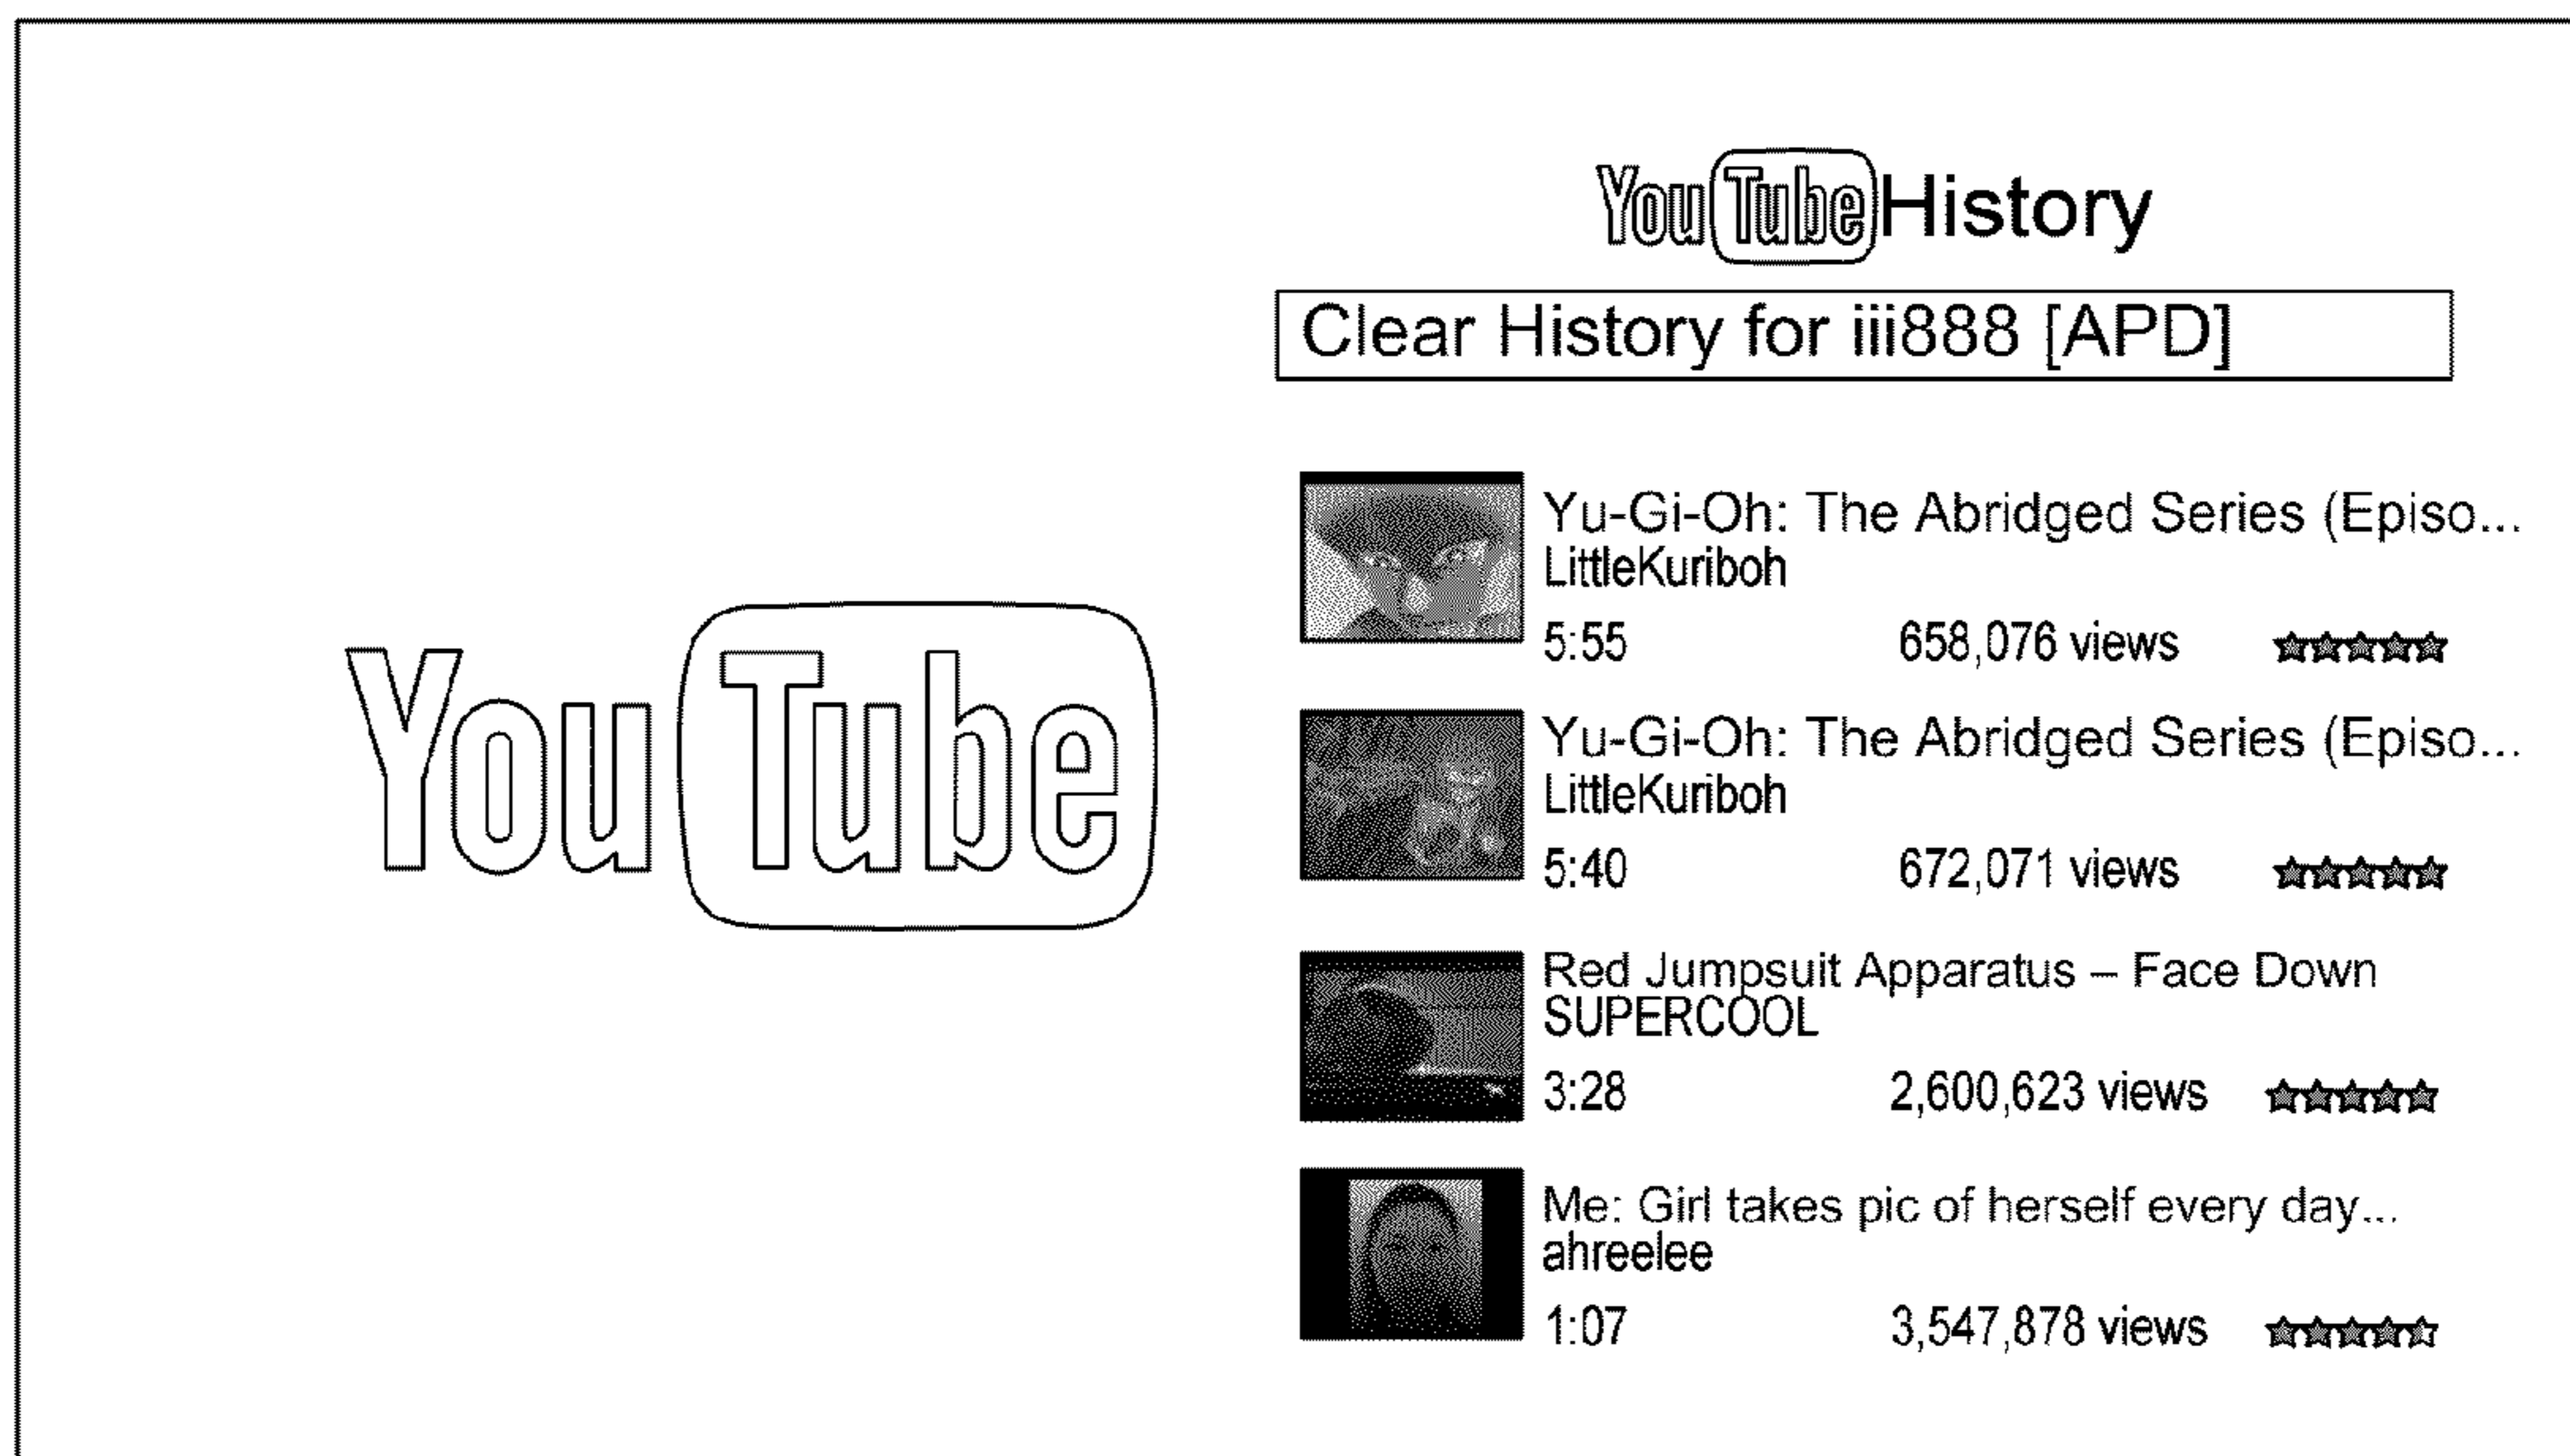 YouTube
YouTube History
Clear History for iii888 [APD]
Yu-Gi-Oh: The Abridged Series (Episo...
LittleKuriboh
5:55 658,076 views
Yu-Gi-Oh: The Abridged Series (Episo...
LittleKuriboh
5:40 672,071 views
Red Jumpsuit Apparatus – Face Down
SUPERCOOL
3:28 2,600,623 views
Me: Girl takes pic of herself every day...
ahreelee
1:07 3,547,878 views